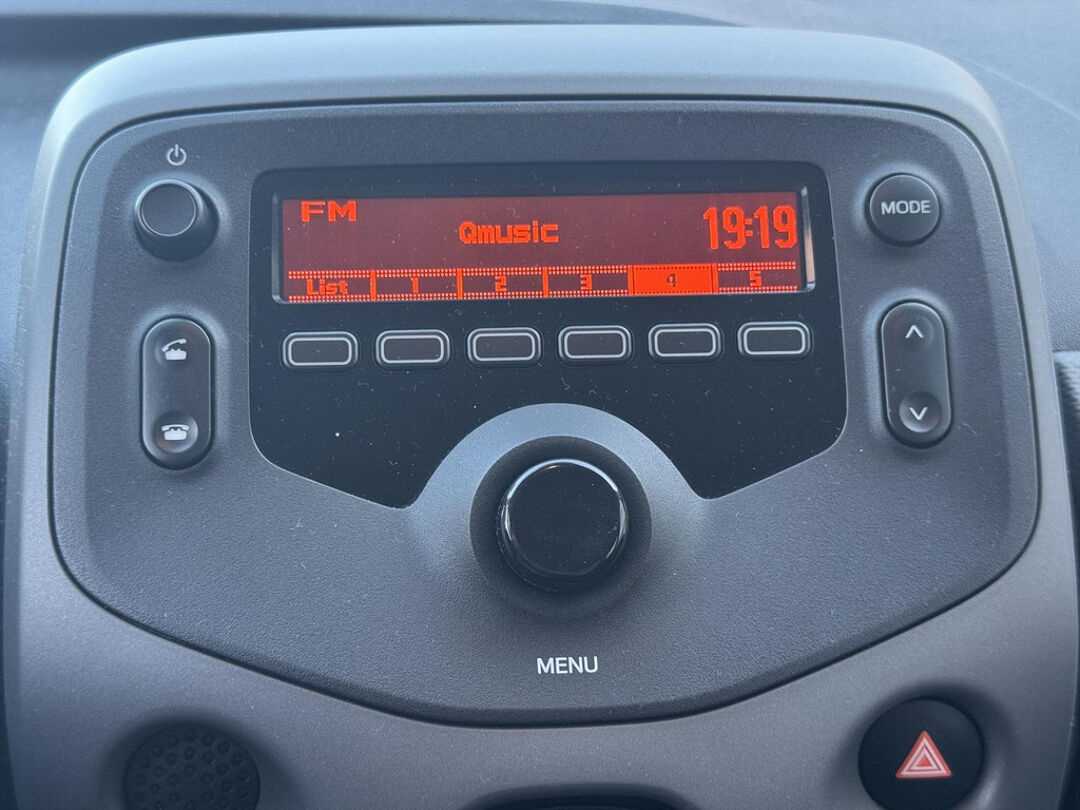 FM
Qmusic
19:19
List 1 2 3 4 5
MODE
MENU